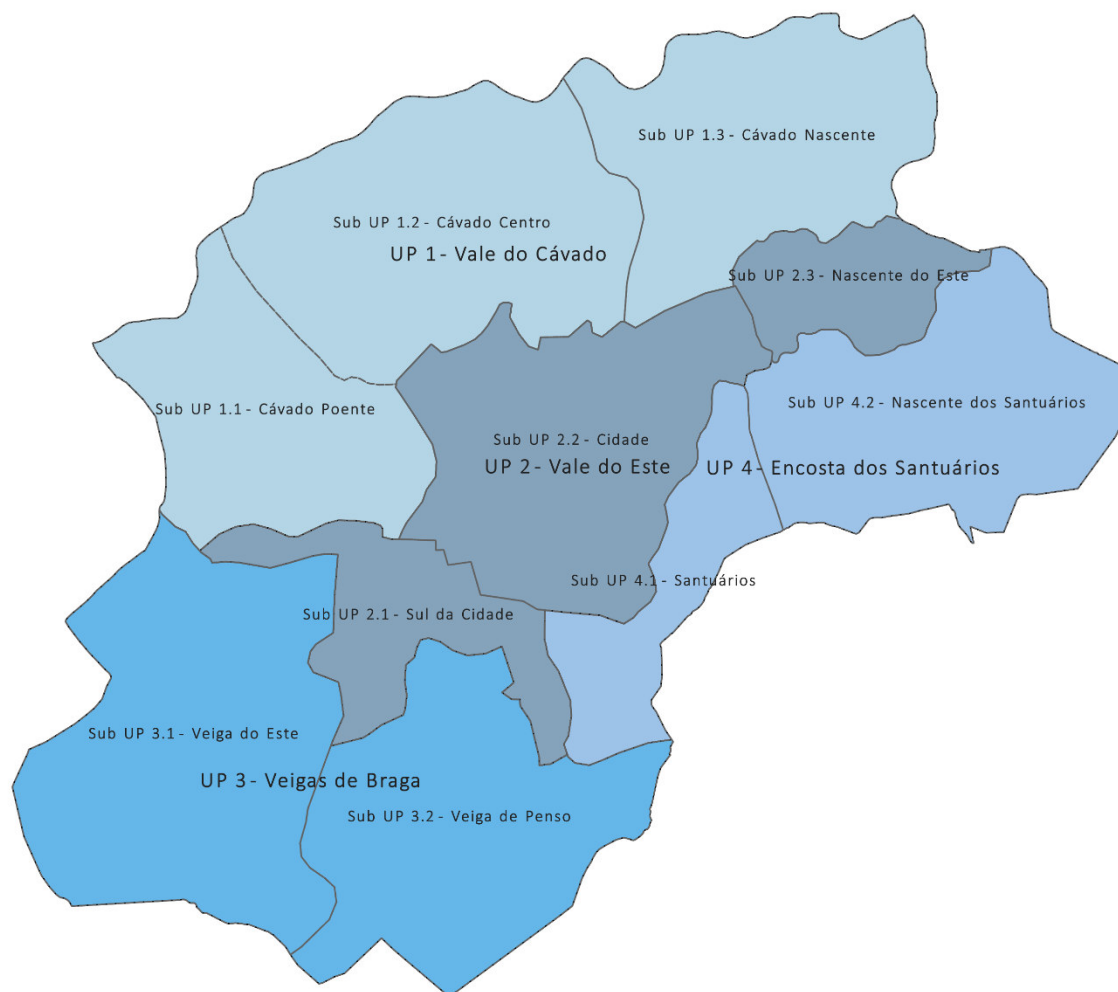 Sub UP 1.3 - Cávado Nascente
Sub UP 1.2 - Cávado Centro
UP 1 - Vale do Cávado
Sub UP 2.3 - Nascente do Este
Sub UP 1.1 - Cávado Poente
Sub UP 4.2 - Nascente dos Santuários
Sub UP 2.2 - Cidade
UP 2 - Vale do Este
UP 4 - Encosta dos Santuários
Sub UP 4.1 - Santuários
Sub UP 2.1 - Sul da Cidade
Sub UP 3.1 - Veiga do Este
UP 3 - Veigas de Braga
Sub UP 3.2 - Veiga de Penso